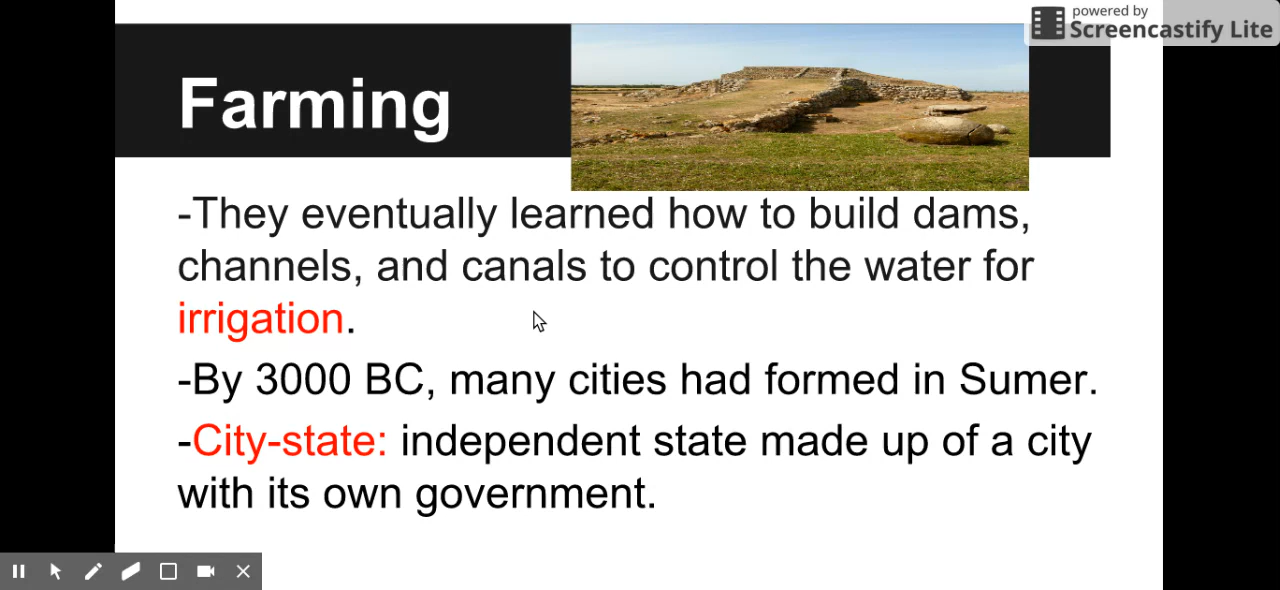 powered by
Screencastify Lite
Farming
-They eventually learned how to build dams,
channels, and canals to control the water for
irrigation.
-By 3000 BC, many cities had formed in Sumer.
-City-state: independent state made up of a city
with its own government.